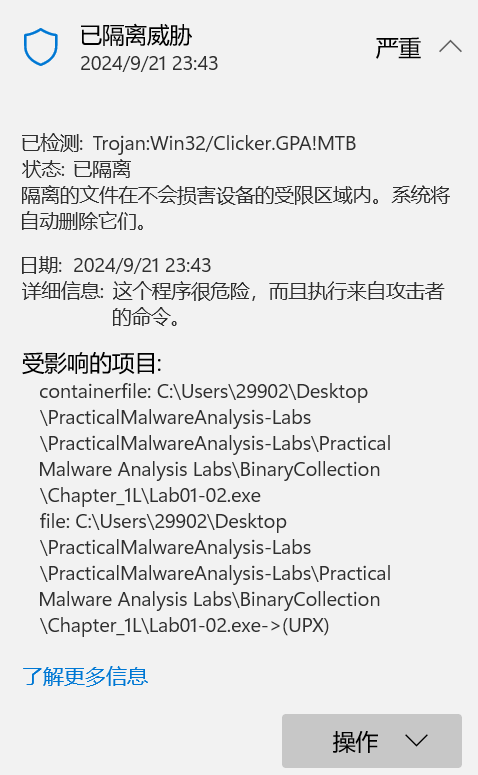 已隔离威胁
2024/9/21 23:43
严重
已检测: Trojan:Win32/Clicker.GPA!MTB
状态: 已隔离
隔离的文件在不会损害设备的受限区域内。系统将
自动删除它们。
日期: 2024/9/21 23:43
详细信息: 这个程序很危险，而且执行来自攻击者
的命令。
受影响的项目:
containerfile: C:\Users\29902\Desktop
\PracticalMalwareAnalysis-Labs
\PracticalMalwareAnalysis-Labs\Practical
Malware Analysis Labs\BinaryCollection
\Chapter_1L\Lab01-02.exe
file: C:\Users\29902\Desktop
\PracticalMalwareAnalysis-Labs
\PracticalMalwareAnalysis-Labs\Practical
Malware Analysis Labs\BinaryCollection
\Chapter_1L\Lab01-02.exe->(UPX)
了解更多信息
操作